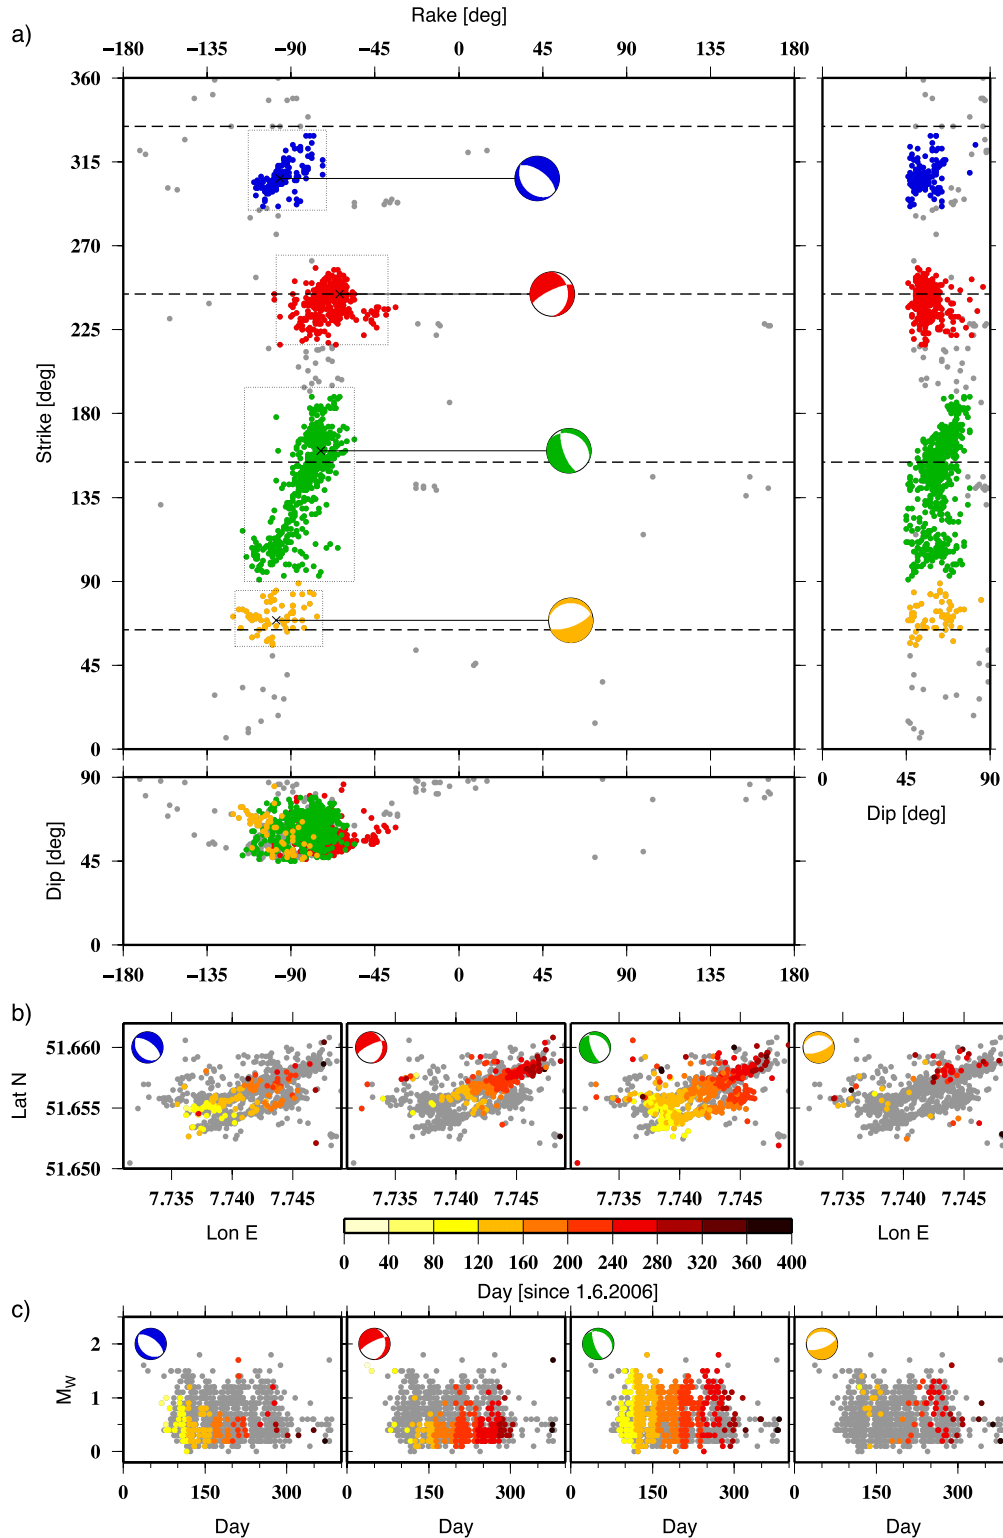 Rake [deg]
a)
−180 −135 −90 −45 0 45 90 135 180
360
315
270
225
180
135
90
45
0
Strike [deg]
0 45 90
Dip [deg]
90
45
0
Dip [deg]
−180 −135 −90 −45 0 45 90 135 180
b)
51.660
51.655
51.650
Lat N
7.735 7.740 7.745 7.735 7.740 7.745 7.735 7.740 7.745 7.735 7.740 7.745
Lon E Lon E
0 40 80 120 160 200 240 280 320 360 400
Day [since 1.6.2006]
c)
2
1
0
Mw
0 150 300 0 150 300 0 150 300 0 150 300
Day Day Day Day